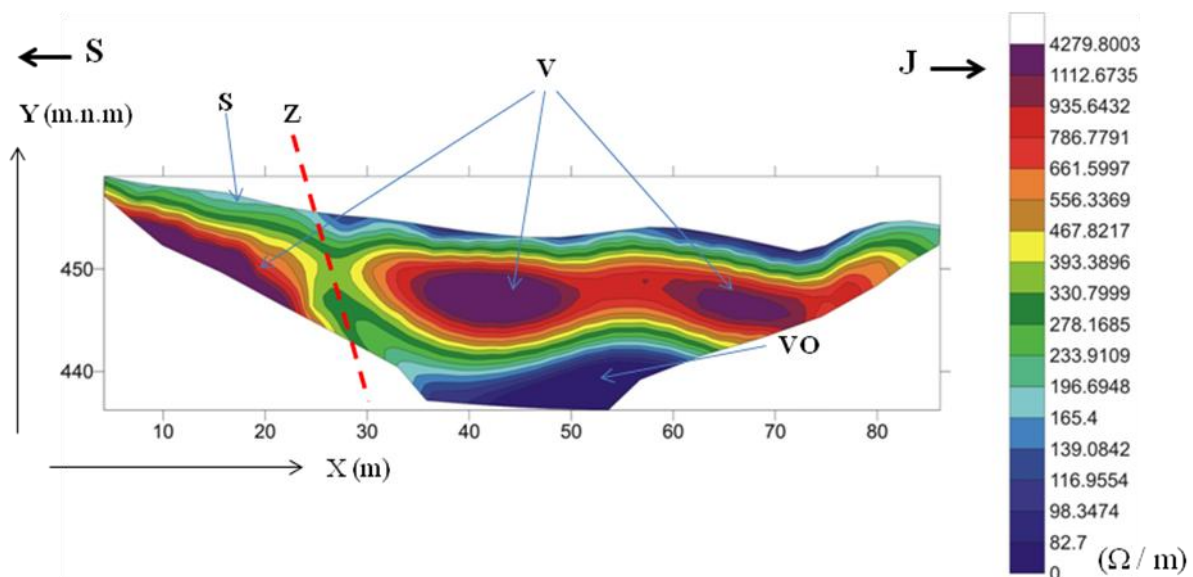 S
J
V
S
Z
Y (m.n.m)
450
440
VO
10 20 30 40 50 60 70 80
X (m)
4279.8003
1112.6735
935.6432
786.7791
661.5997
556.3369
467.8217
393.3896
330.7999
278.1685
233.9109
196.6948
165.4
139.0842
116.9554
98.3474
82.7
0
(Ω / m)